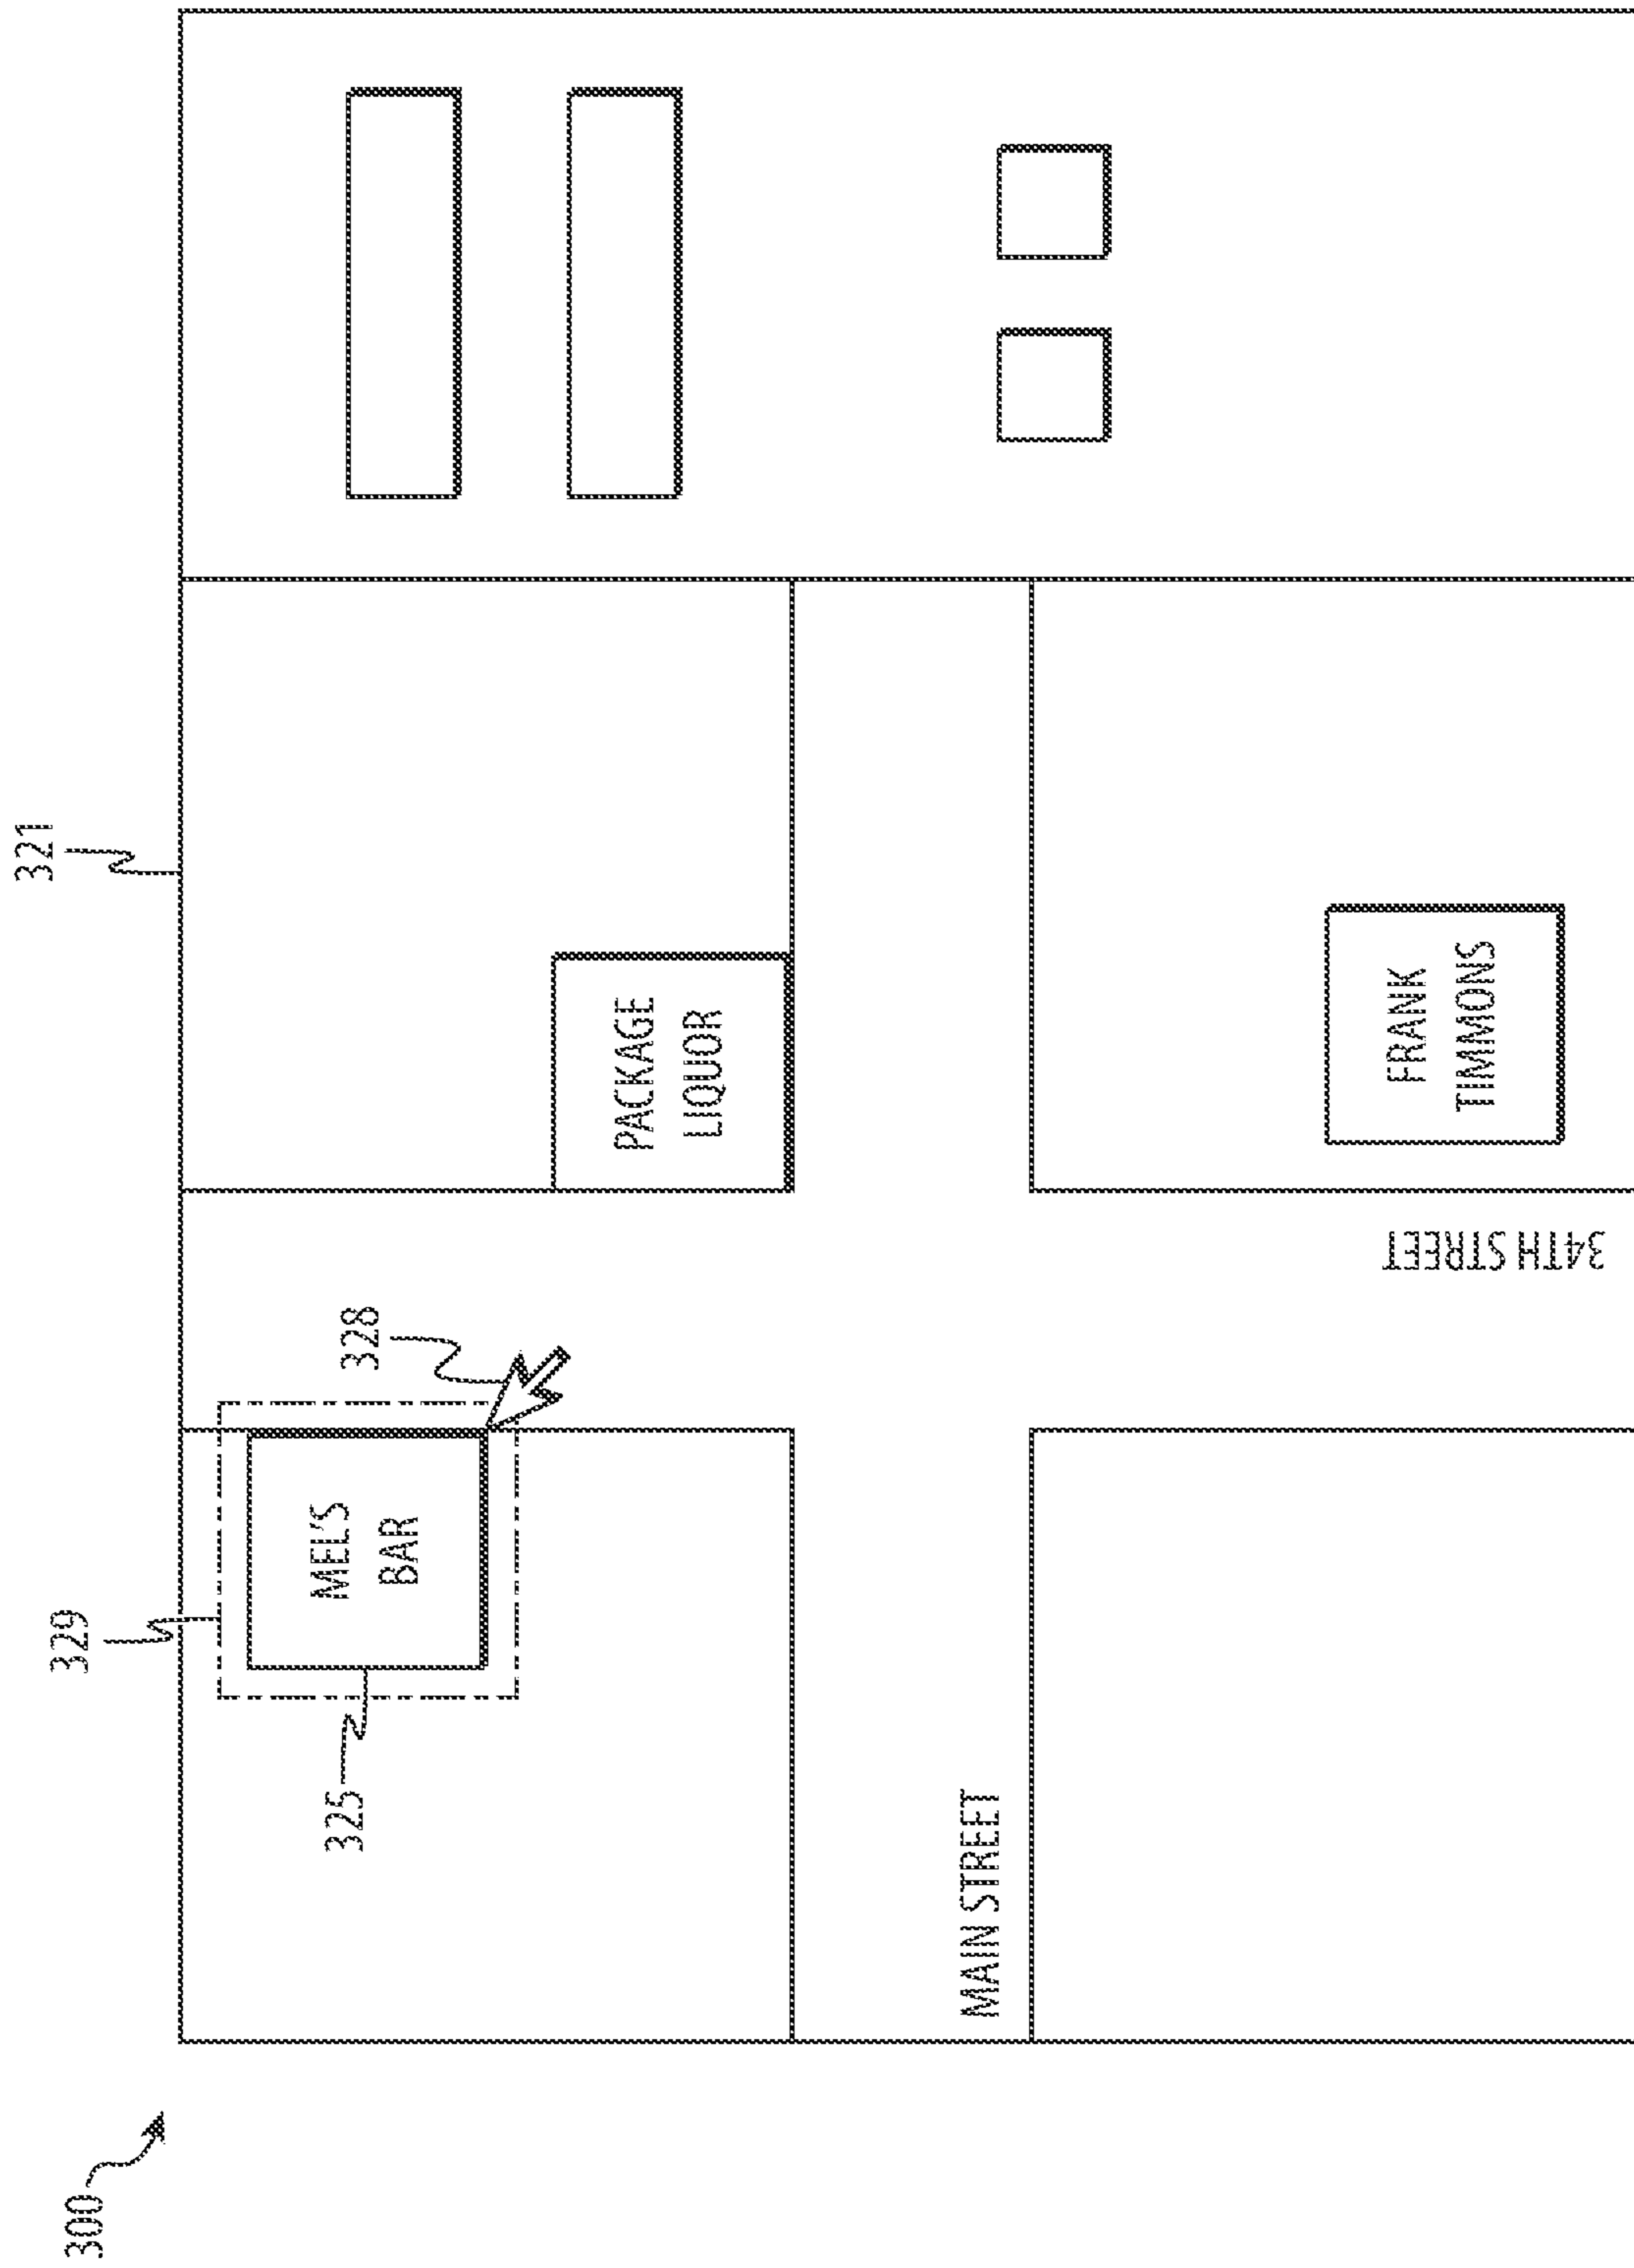 300
321
329
328
325
MEL'S
BAR
PACKAGE
LIQUOR
MAIN STREET
34TH STREET
FRANK
TIMMONS